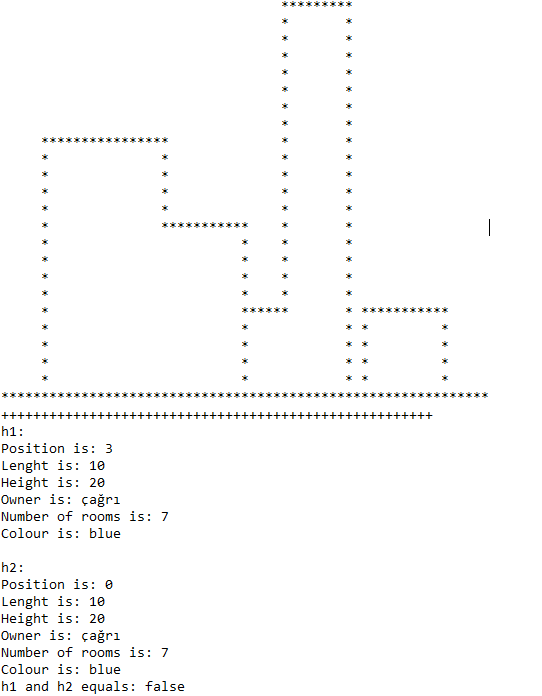 *********
                                   *       *
                                   *       *
                                   *       *
                                   *       *
                                   *       *
                                   *       *
                                   *       *
     ****************              *       *
     *              *              *       *
     *              *              *       *
     *              *              *       *
     *              *              *       *
     *              ***********    *       *
     *                        *    *       *
     *                        *    *       *
     *                        *    *       *
     *                        *    *       *
     *                        ******       * ***********
     *                        *            * *         *
     *                        *            * *         *
     *                        *            * *         *
     *                        *            * *         *
*************************************************************
++++++++++++++++++++++++++++++++++++++++++++++++++++++
h1:
Position is: 3
Lenght is: 10
Height is: 20
Owner is: çağrı
Number of rooms is: 7
Colour is: blue

h2:
Position is: 0
Lenght is: 10
Height is: 20
Owner is: çağrı
Number of rooms is: 7
Colour is: blue
h1 and h2 equals: false